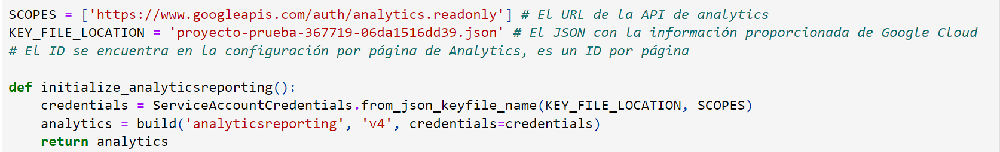 SCOPES = ['https://www.googleapis.com/auth/analytics.readonly'] # El URL de la API de analytics
KEY_FILE_LOCATION = 'proyecto-prueba-367719-06da1516dd39.json' # El JSON con la información proporcionada de Google Cloud
# El ID se encuentra en la configuración por página de Analytics, es un ID por página

def initialize_analyticsreporting():
    credentials = ServiceAccountCredentials.from_json_keyfile_name(KEY_FILE_LOCATION, SCOPES)
    analytics = build('analyticsreporting', 'v4', credentials=credentials)
    return analytics